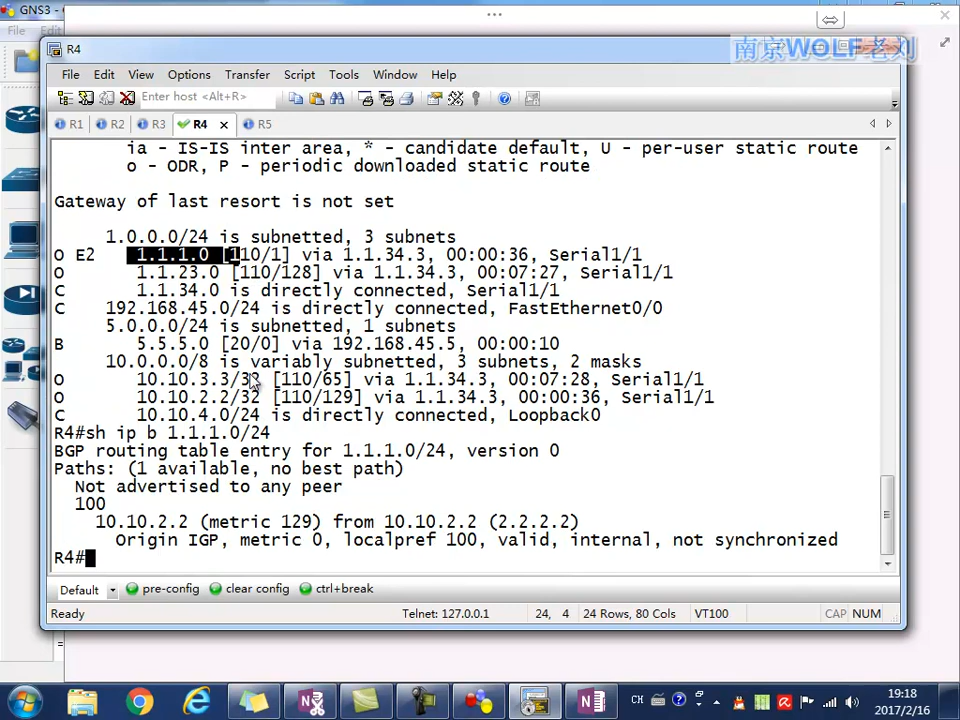 GNS3 -
File Edit
R4
南京WOLF老刘
File Edit View Options Transfer Script Tools Window Help
Enter host <Alt+R>
R1 R2 R3 R4 R5
ia - IS-IS inter area, * - candidate default, U - per-user static route
o - ODR, P - periodic downloaded static route
Gateway of last resort is not set
1.0.0.0/24 is subnetted, 3 subnets
O E2 1.1.1.0 [110/1] via 1.1.34.3, 00:00:36, Serial1/1
O 1.1.23.0 [110/128] via 1.1.34.3, 00:07:27, Serial1/1
C 1.1.34.0 is directly connected, Serial1/1
C 192.168.45.0/24 is directly connected, FastEthernet0/0
5.0.0.0/24 is subnetted, 1 subnets
B 5.5.5.0 [20/0] via 192.168.45.5, 00:00:10
10.0.0.0/8 is variably subnetted, 3 subnets, 2 masks
O 10.10.3.3/32 [110/65] via 1.1.34.3, 00:07:28, Serial1/1
O 10.10.2.2/32 [110/129] via 1.1.34.3, 00:00:36, Serial1/1
C 10.10.4.0/24 is directly connected, Loopback0
R4#sh ip b 1.1.1.0/24
BGP routing table entry for 1.1.1.0/24, version 0
Paths: (1 available, no best path)
Not advertised to any peer
100
10.10.2.2 (metric 129) from 10.10.2.2 (2.2.2.2)
Origin IGP, metric 0, localpref 100, valid, internal, not synchronized
R4#
Default pre-config clear config ctrl+break
Ready Telnet: 127.0.0.1 24, 4 24 Rows, 80 Cols VT100 CAP NUM
CH 19:18
2017/2/16